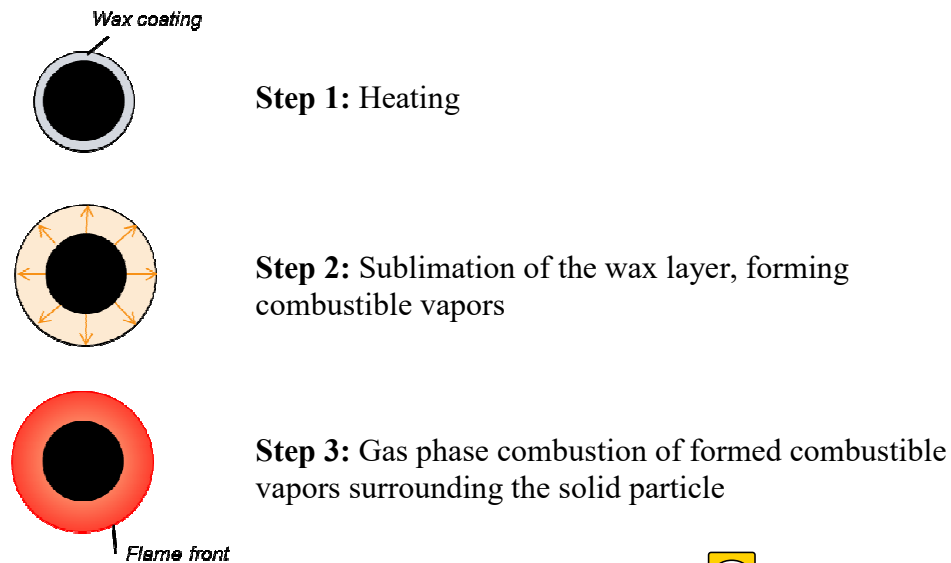 Wax coating
Step 1: Heating
Step 2: Sublimation of the wax layer, forming
combustible vapors
Step 3: Gas phase combustion of formed combustible
vapors surrounding the solid particle
Flame front